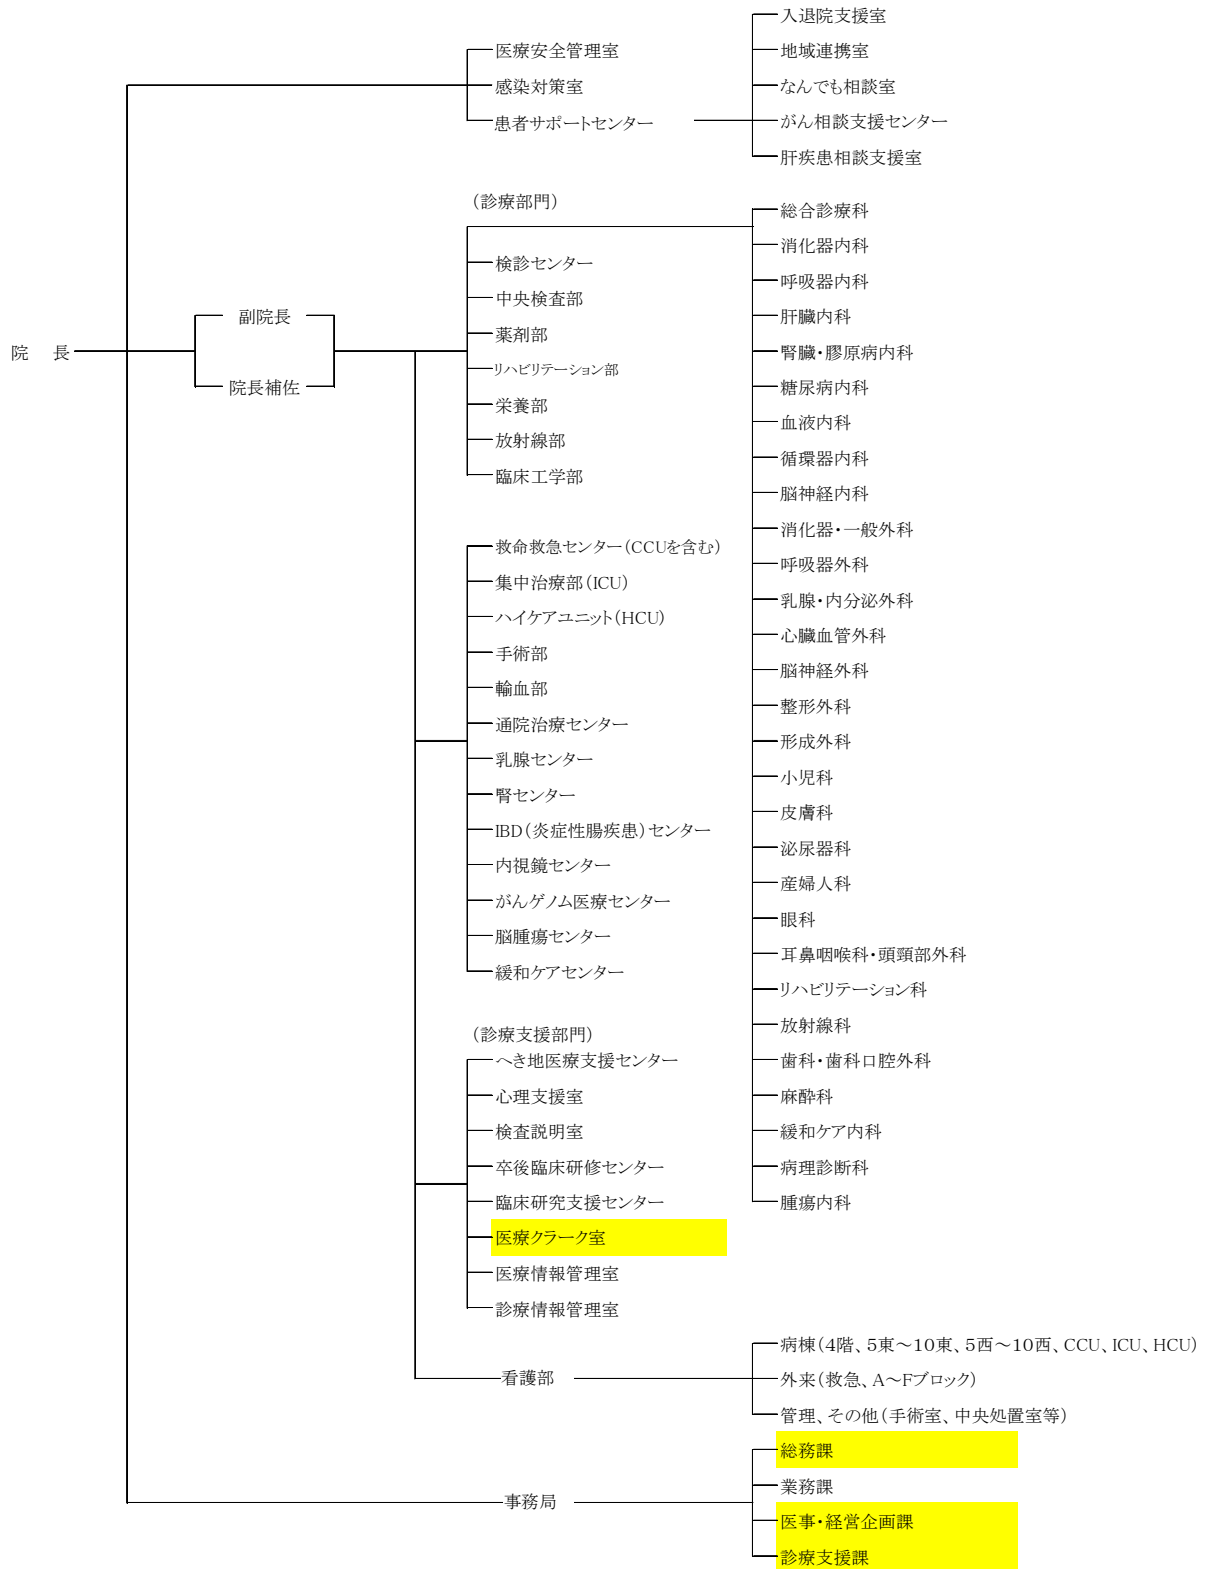 入退院支援室
医療安全管理室
地域連携室
感染対策室
なんでも相談室
患者サポートセンター
がん相談支援センター
肝疾患相談支援室
（診療部門）
総合診療科
消化器内科
検診センター
呼吸器内科
中央検査部
副院長
肝臓内科
薬剤部
院　長
腎臓・膠原病内科
リハビリテーション部
院長補佐
糖尿病内科
栄養部
血液内科
放射線部
循環器内科
臨床工学部
脳神経内科
消化器・一般外科
救命救急センター（CCUを含む）
呼吸器外科
集中治療部（ICU）
乳腺・内分泌外科
ハイケアユニット（HCU）
心臓血管外科
手術部
脳神経外科
輸血部
整形外科
通院治療センター
形成外科
乳腺センター
小児科
腎センター
皮膚科
IBD（炎症性腸疾患）センター
泌尿器科
内視鏡センター
産婦人科
がんゲノム医療センター
眼科
脳腫瘍センター
耳鼻咽喉科・頭頸部外科
緩和ケアセンター
リハビリテーション科
放射線科
（診療支援部門）
へき地医療支援センター
歯科・歯科口腔外科
心理支援室
麻酔科
検査説明室
緩和ケア内科
卒後臨床研修センター
病理診断科
臨床研究支援センター
腫瘍内科
医療クラーク室
医療情報管理室
診療情報管理室
病棟（4階、5東～10東、5西～10西、CCU、ICU、HCU）
看護部
外来（救急、A～Fブロック）
管理、その他（手術室、中央処置室等）
総務課
業務課
事務局
医事・経営企画課
診療支援課